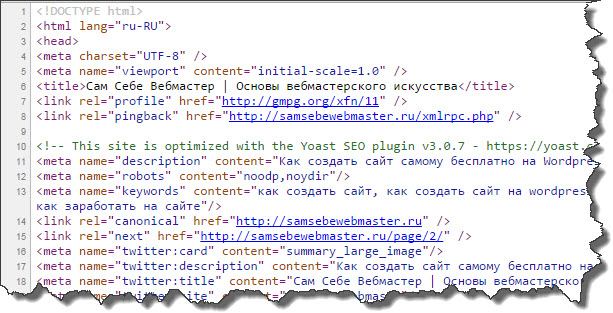 1 <!DOCTYPE html>
2 <html lang="ru-RU">
3 <head>
4 <meta charset="UTF-8" />
5 <meta name="viewport" content="initial-scale=1.0" />
6 <title>Сам Себе Вебмастер | Основы вебмастерского искусства</title>
7 <link rel="profile" href="http://gmpg.org/xfn/11" />
8 <link rel="pingback" href="http://samsebewebmaster.ru/xmlrpc.php" />
9
10 <!-- This site is optimized with the Yoast SEO plugin v3.0.7 - https://yoast.
11 <meta name="description" content="Как создать сайт самому бесплатно на Wordpre
12 <meta name="robots" content="noodp,noydir"/>
13 <meta name="keywords" content="как создать сайт, как создать сайт на wordpres
как заработать на сайте"/>
14 <link rel="canonical" href="http://samsebewebmaster.ru" />
15 <link rel="next" href="http://samsebewebmaster.ru/page/2/" />
16 <meta name="twitter:card" content="summary_large_image"/>
17 <meta name="twitter:description" content="Как создать сайт самому бесплатно на
18 <meta name="twitter:title" content="Сам Себе Вебмастер | Основы вебмастерско